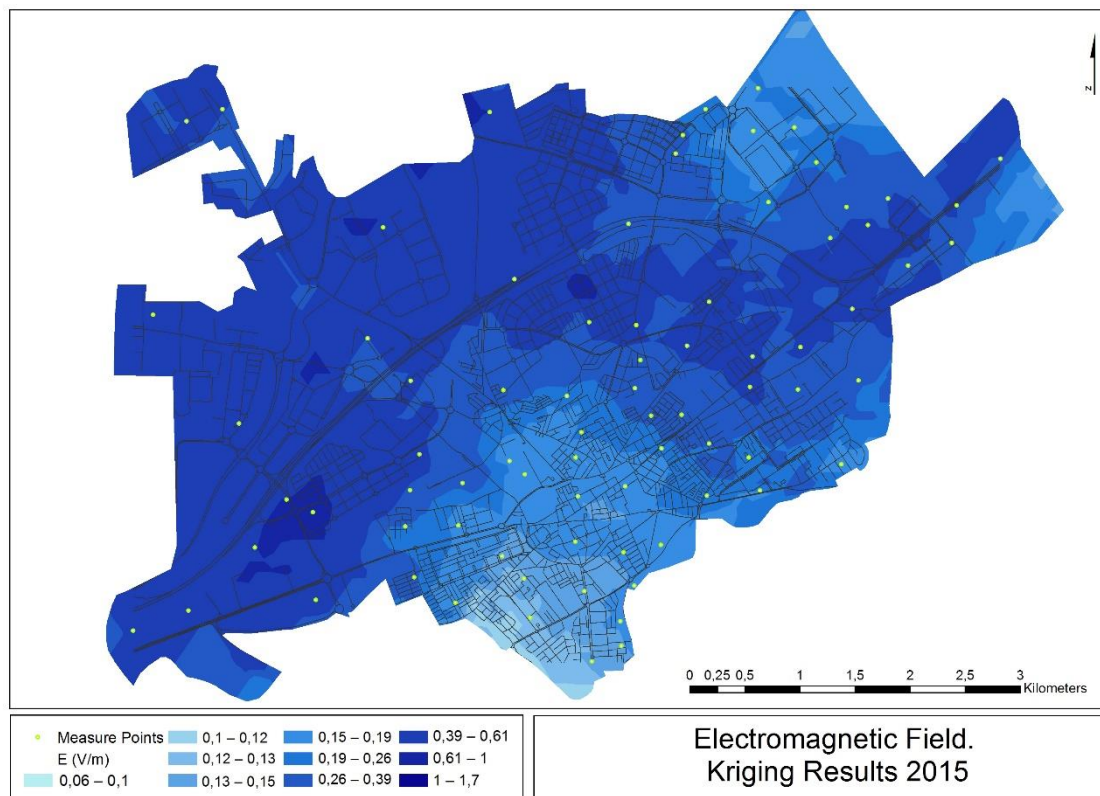 N
0 0,25 0,5 1 1,5 2 2,5 3
Kilometers
Measure Points
E (V/m)
0,06 – 0,1
0,1 – 0,12
0,12 – 0,13
0,13 – 0,15
0,15 – 0,19
0,19 – 0,26
0,26 – 0,39
0,39 – 0,61
0,61 – 1
1 – 1,7
Electromagnetic Field.
Kriging Results 2015